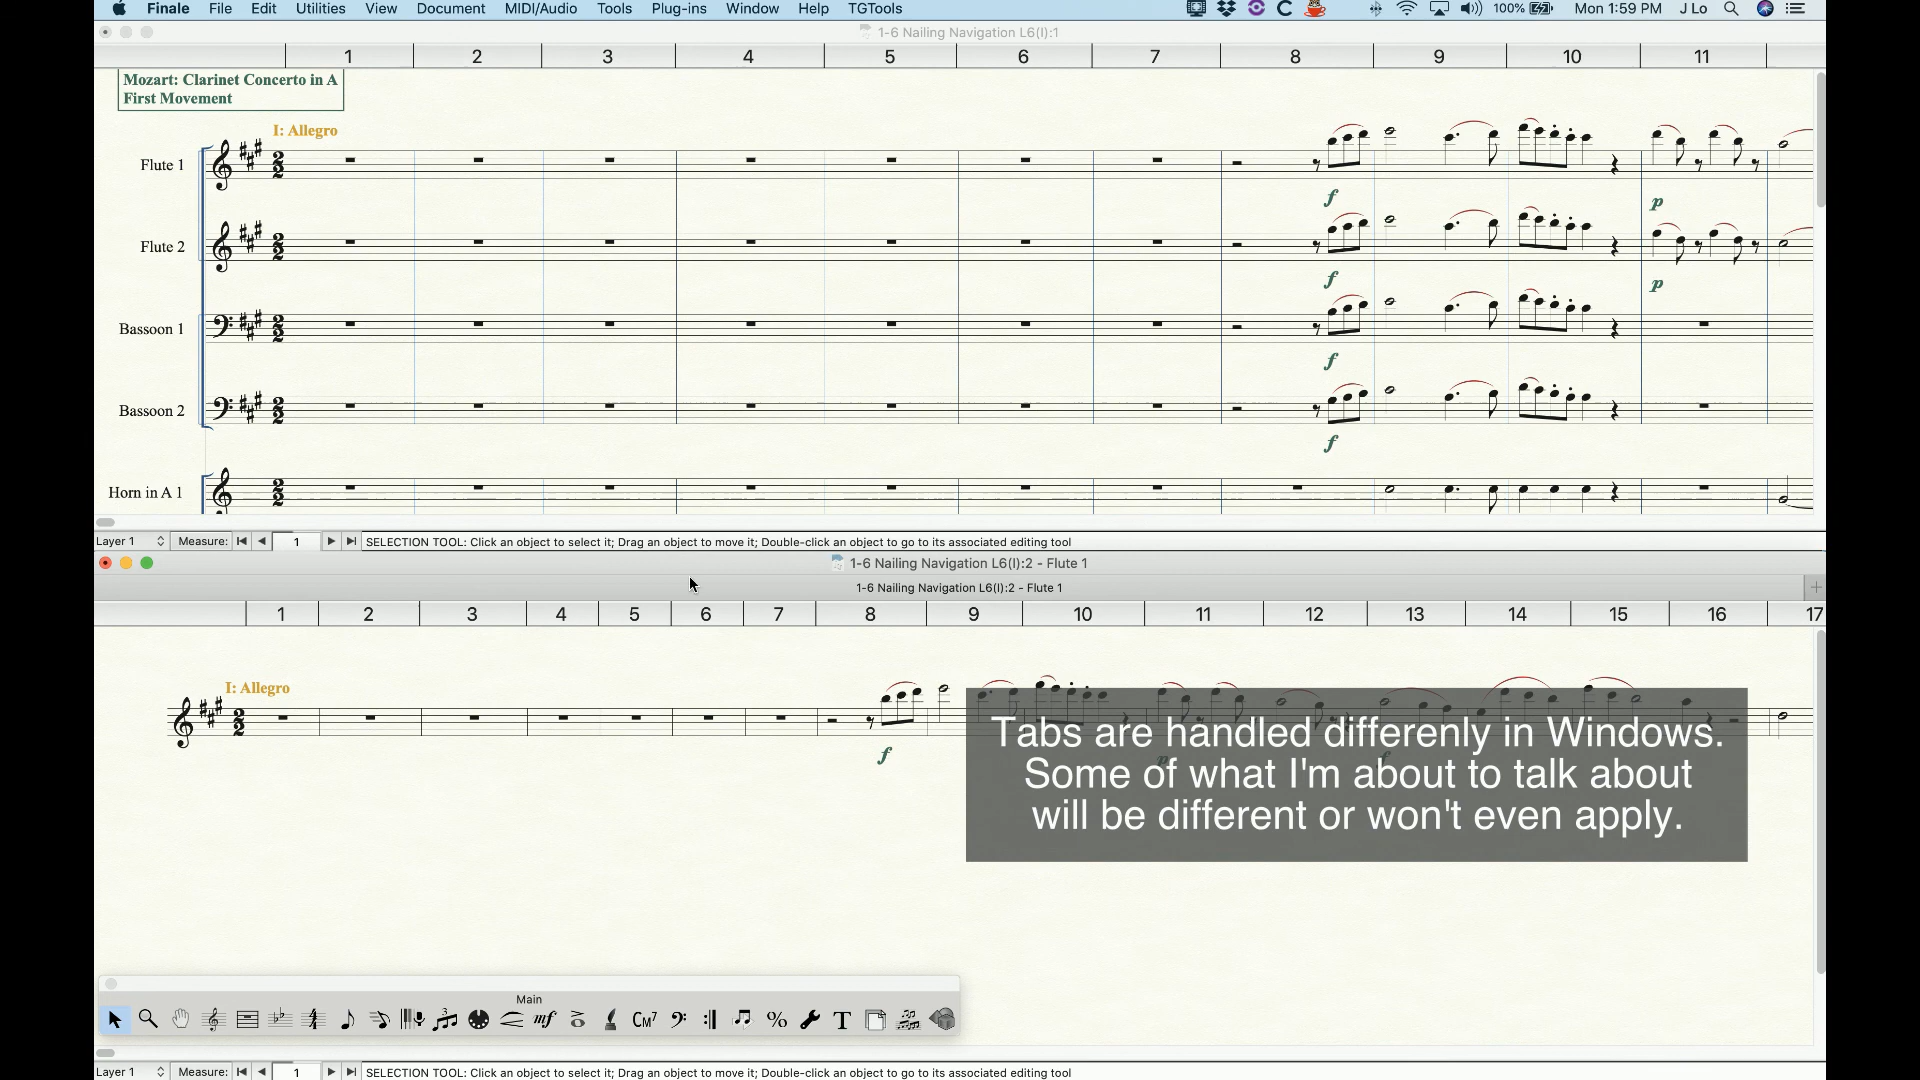 Finale File Edit Utilities View Document MIDI/Audio Tools Plug-ins Window Help TGTools 100% Mon 1:59 PM J Lo
1-6 Nailing Navigation L6(I):1
1 2 3 4 5 6 7 8 9 10 11
Mozart: Clarinet Concerto in A
First Movement
I: Allegro
Flute 1
f p
Flute 2
f p
Bassoon 1
f
Bassoon 2
f
Horn in A 1
Layer 1 Measure: 1 SELECTION TOOL: Click an object to select it; Drag an object to move it; Double-click an object to go to its associated editing tool
1-6 Nailing Navigation L6(I):2 - Flute 1
1-6 Nailing Navigation L6(I):2 - Flute 1
1 2 3 4 5 6 7 8 9 10 11 12 13 14 15 16 17
I: Allegro
f
Tabs are handled differenly in Windows.
Some of what I'm about to talk about
will be different or won't even apply.
Main
mf CM7 % T
Layer 1 Measure: 1 SELECTION TOOL: Click an object to select it; Drag an object to move it; Double-click an object to go to its associated editing tool